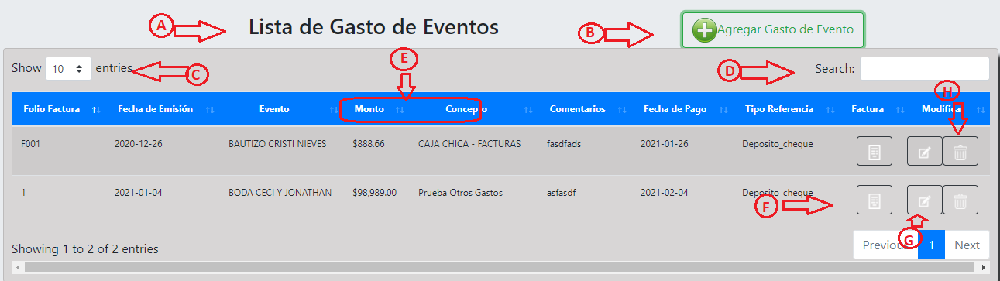 A Lista de Gasto de Eventos B Agregar Gasto de Evento
Show 10 entries C E D Search:
H
Folio Factura Fecha de Emisión Evento Monto Concepto Comentarios Fecha de Pago Tipo Referencia Factura Modificar
F001 2020-12-26 BAUTIZO CRISTI NIEVES $888.66 CAJA CHICA - FACTURAS fasdfads 2021-01-26 Deposito_cheque
1 2021-01-04 BODA CECI Y JONATHAN $98,989.00 Prueba Otros Gastos asfasdf 2021-02-04 Deposito_cheque
F
G
Showing 1 to 2 of 2 entries Previous 1 Next